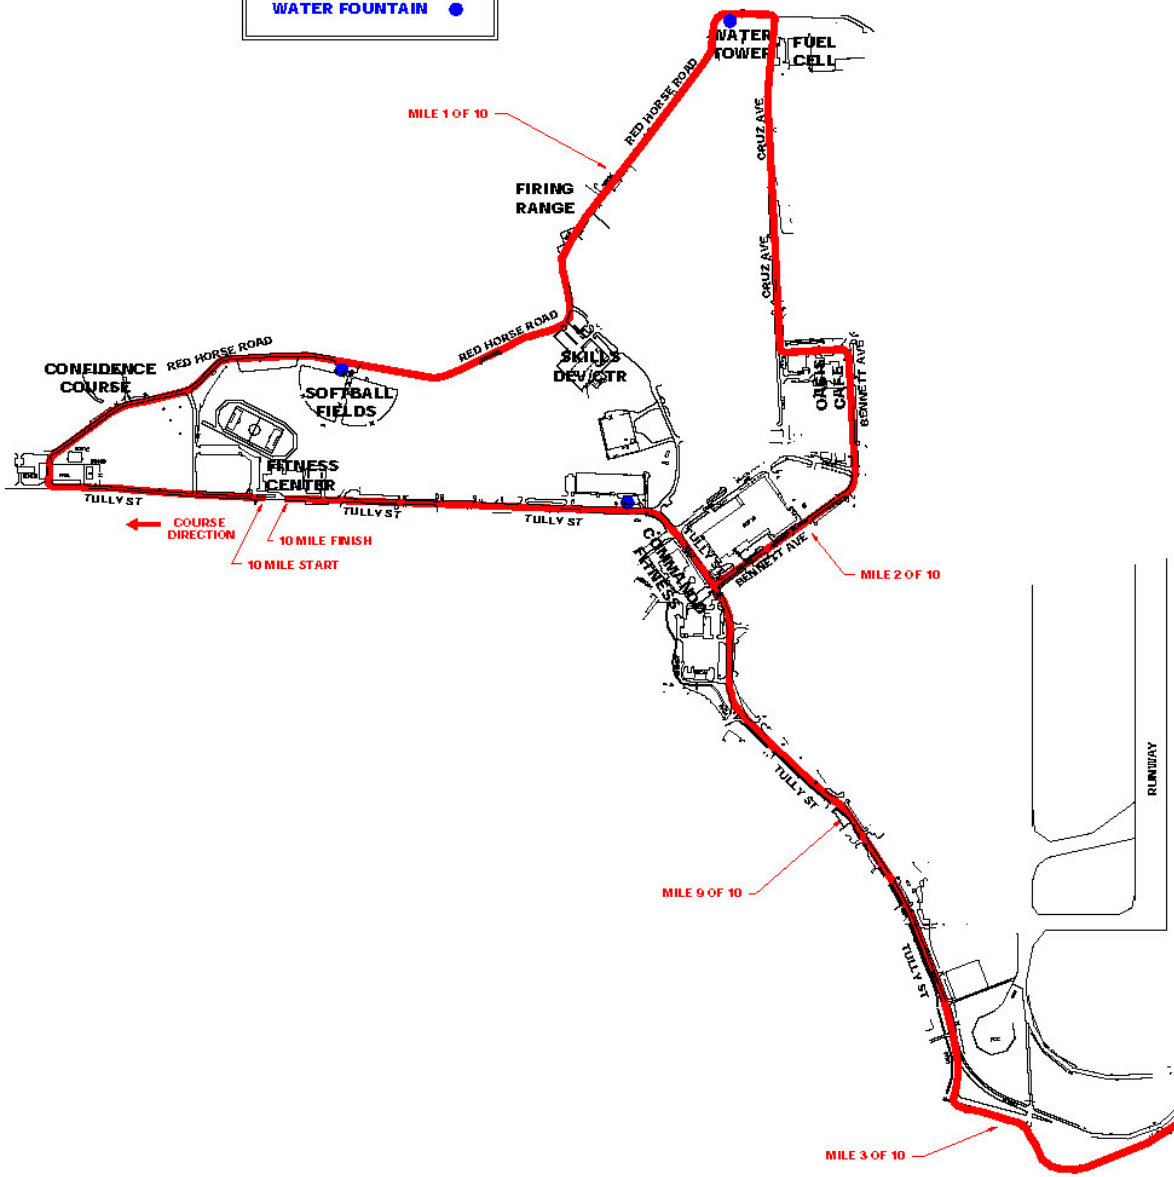 WATER FOUNTAIN
WATER
TOWER
FUEL
CELL
RED HORSE ROAD
MILE 1 OF 10
CRUZ AVE
FIRING
RANGE
CRUZ AVE
RED HORSE ROAD
RED HORSE ROAD
CONFIDENCE
COURSE
SKILLS
DEV/CTR
OASIS
CAFE
BENNETT AVE
SOFTBALL
FIELDS
FITNESS
CENTER
TULLY ST
TULLY ST
TULLY ST
COURSE
DIRECTION
10 MILE FINISH
10 MILE START
TULLY ST
COMMANDO
FITNESS
BENNETT AVE
MILE 2 OF 10
RUNWAY
TULLY ST
MILE 9 OF 10
TULLY ST
MILE 3 OF 10